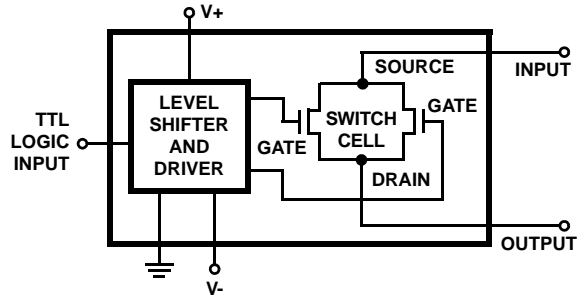 V+
SOURCE
INPUT
LEVEL
SHIFTER
AND
DRIVER
TTL
LOGIC
INPUT
GATE
SWITCH
CELL
GATE
DRAIN
OUTPUT
V-